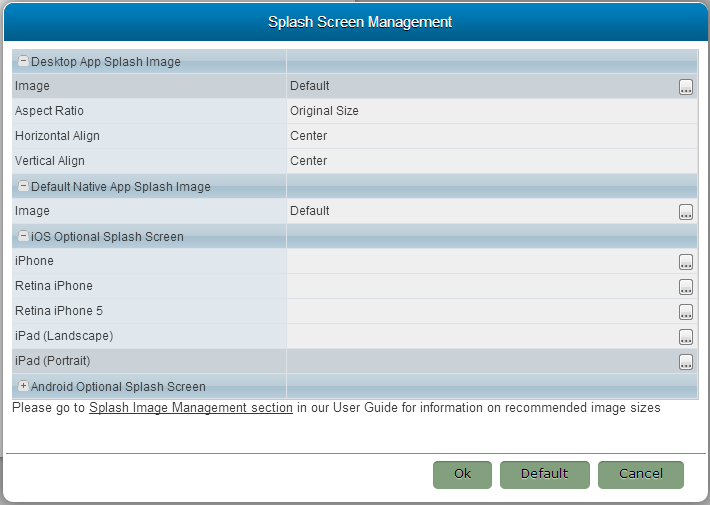 Splash Screen Management
Desktop App Splash Image
Image Default ...
Aspect Ratio Original Size
Horizontal Align Center
Vertical Align Center
Default Native App Splash Image
Image Default ...
iOS Optional Splash Screen
iPhone ...
Retina iPhone ...
Retina iPhone 5 ...
iPad (Landscape) ...
iPad (Portrait) ...
Android Optional Splash Screen
Please go to Splash Image Management section in our User Guide for information on recommended image sizes
Ok Default Cancel